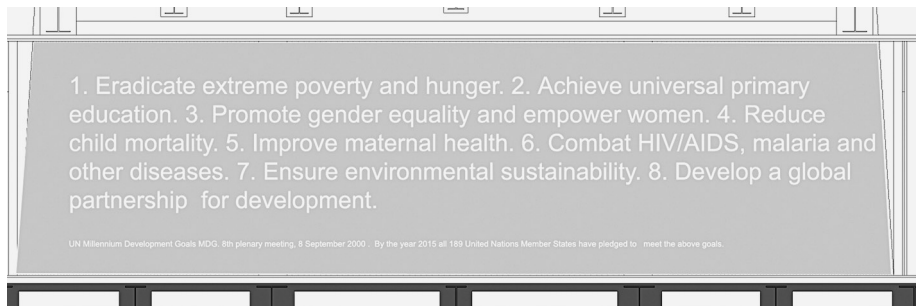 1. Eradicate extreme poverty and hunger. 2. Achieve universal primary
education. 3. Promote gender equality and empower women. 4. Reduce
child mortality. 5. Improve maternal health. 6. Combat HIV/AIDS, malaria and
other diseases. 7. Ensure environmental sustainability. 8. Develop a global
partnership for development.
UN Millennium Development Goals MDG. 8th plenary meeting, 8 September 2000 . By the year 2015 all 189 United Nations Member States have pledged to meet the above goals.